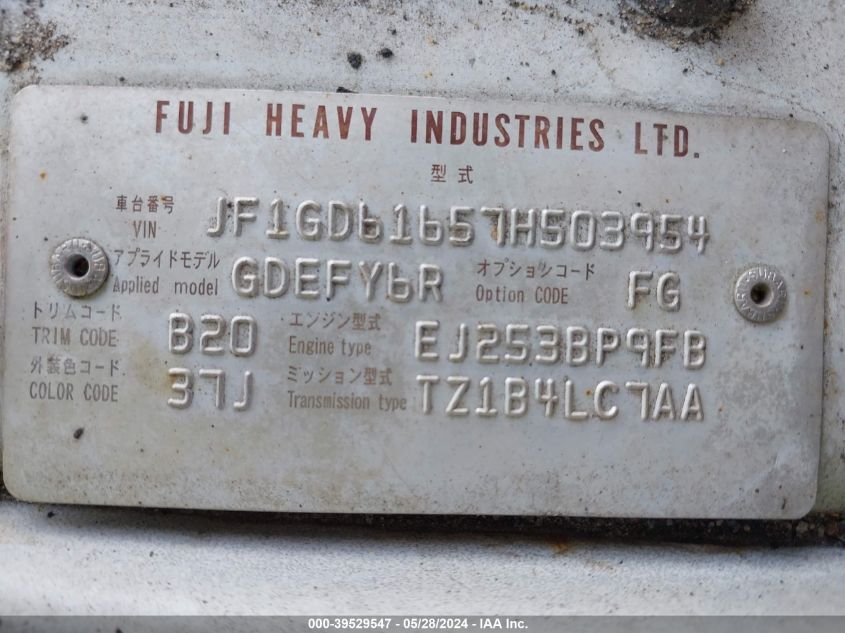 FUJI HEAVY INDUSTRIES LTD.
型式
車台番号
VIN JF1GD61657H503954
アプライドモデル
Applied model GDEFY6R オプションコード
Option CODE FG
トリムコード
TRIM CODE B20 エンジン型式
Engine type EJ253BP9FB
外装色コード
COLOR CODE 37J ミッション型式
Transmission type TZ1B4LC7AA
000-39529547 - 05/28/2024 - IAA Inc.